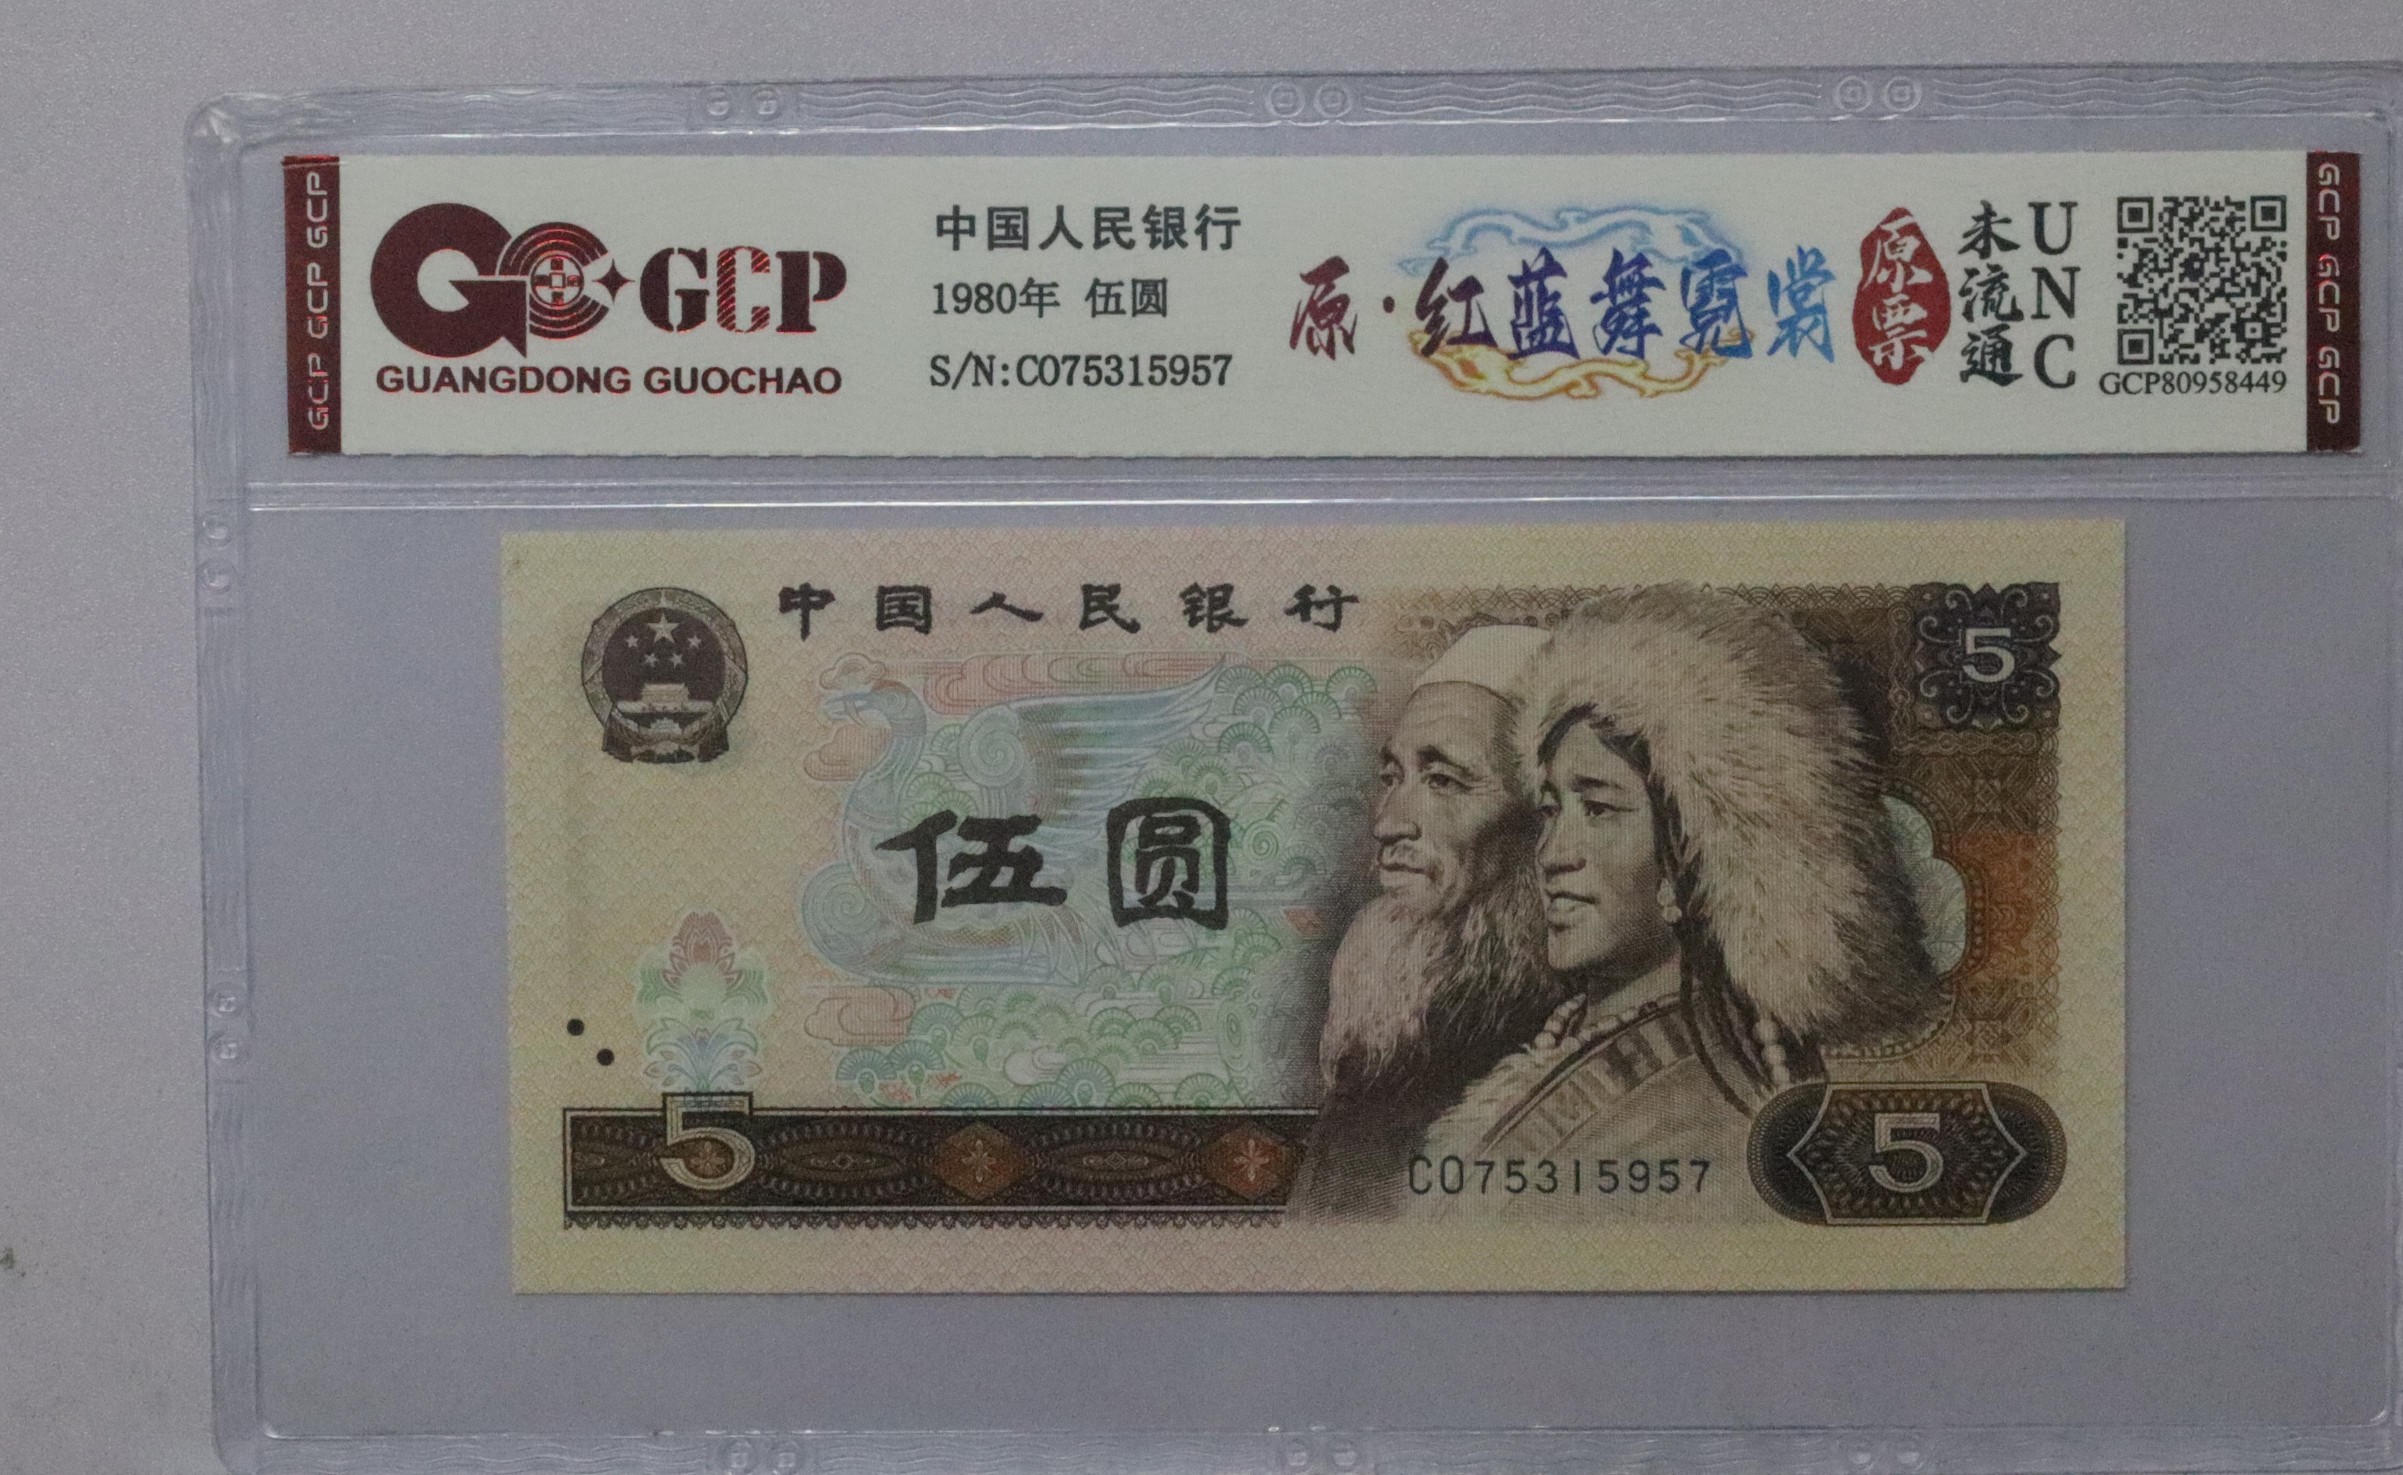 GCP GCP GCP
GCP
GUANGDONG GUOCHAO
中国人民银行
1980年 伍圆
S/N:CO75315957
原·红蓝舞霓裳
原票
未流通
UNC
GCP80958449
GCP GCP GCP
中国人民银行
5
伍圆
5
CO75315957
5